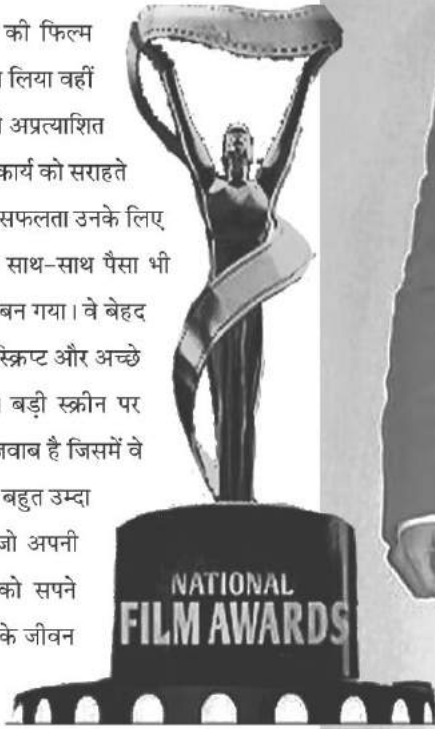 की फिल्म
लिया वहीं
अप्रत्याशित
कार्य को सराहते
सफलता उनके लिए
साथ-साथ पैसा भी
बन गया। वे बेहद
स्क्रिप्ट और अच्छे
बड़ी स्क्रीन पर
जवाब है जिसमें वे
बहुत उम्दा
जो अपनी
को सपने
के जीवन
NATIONAL
FILM AWARDS